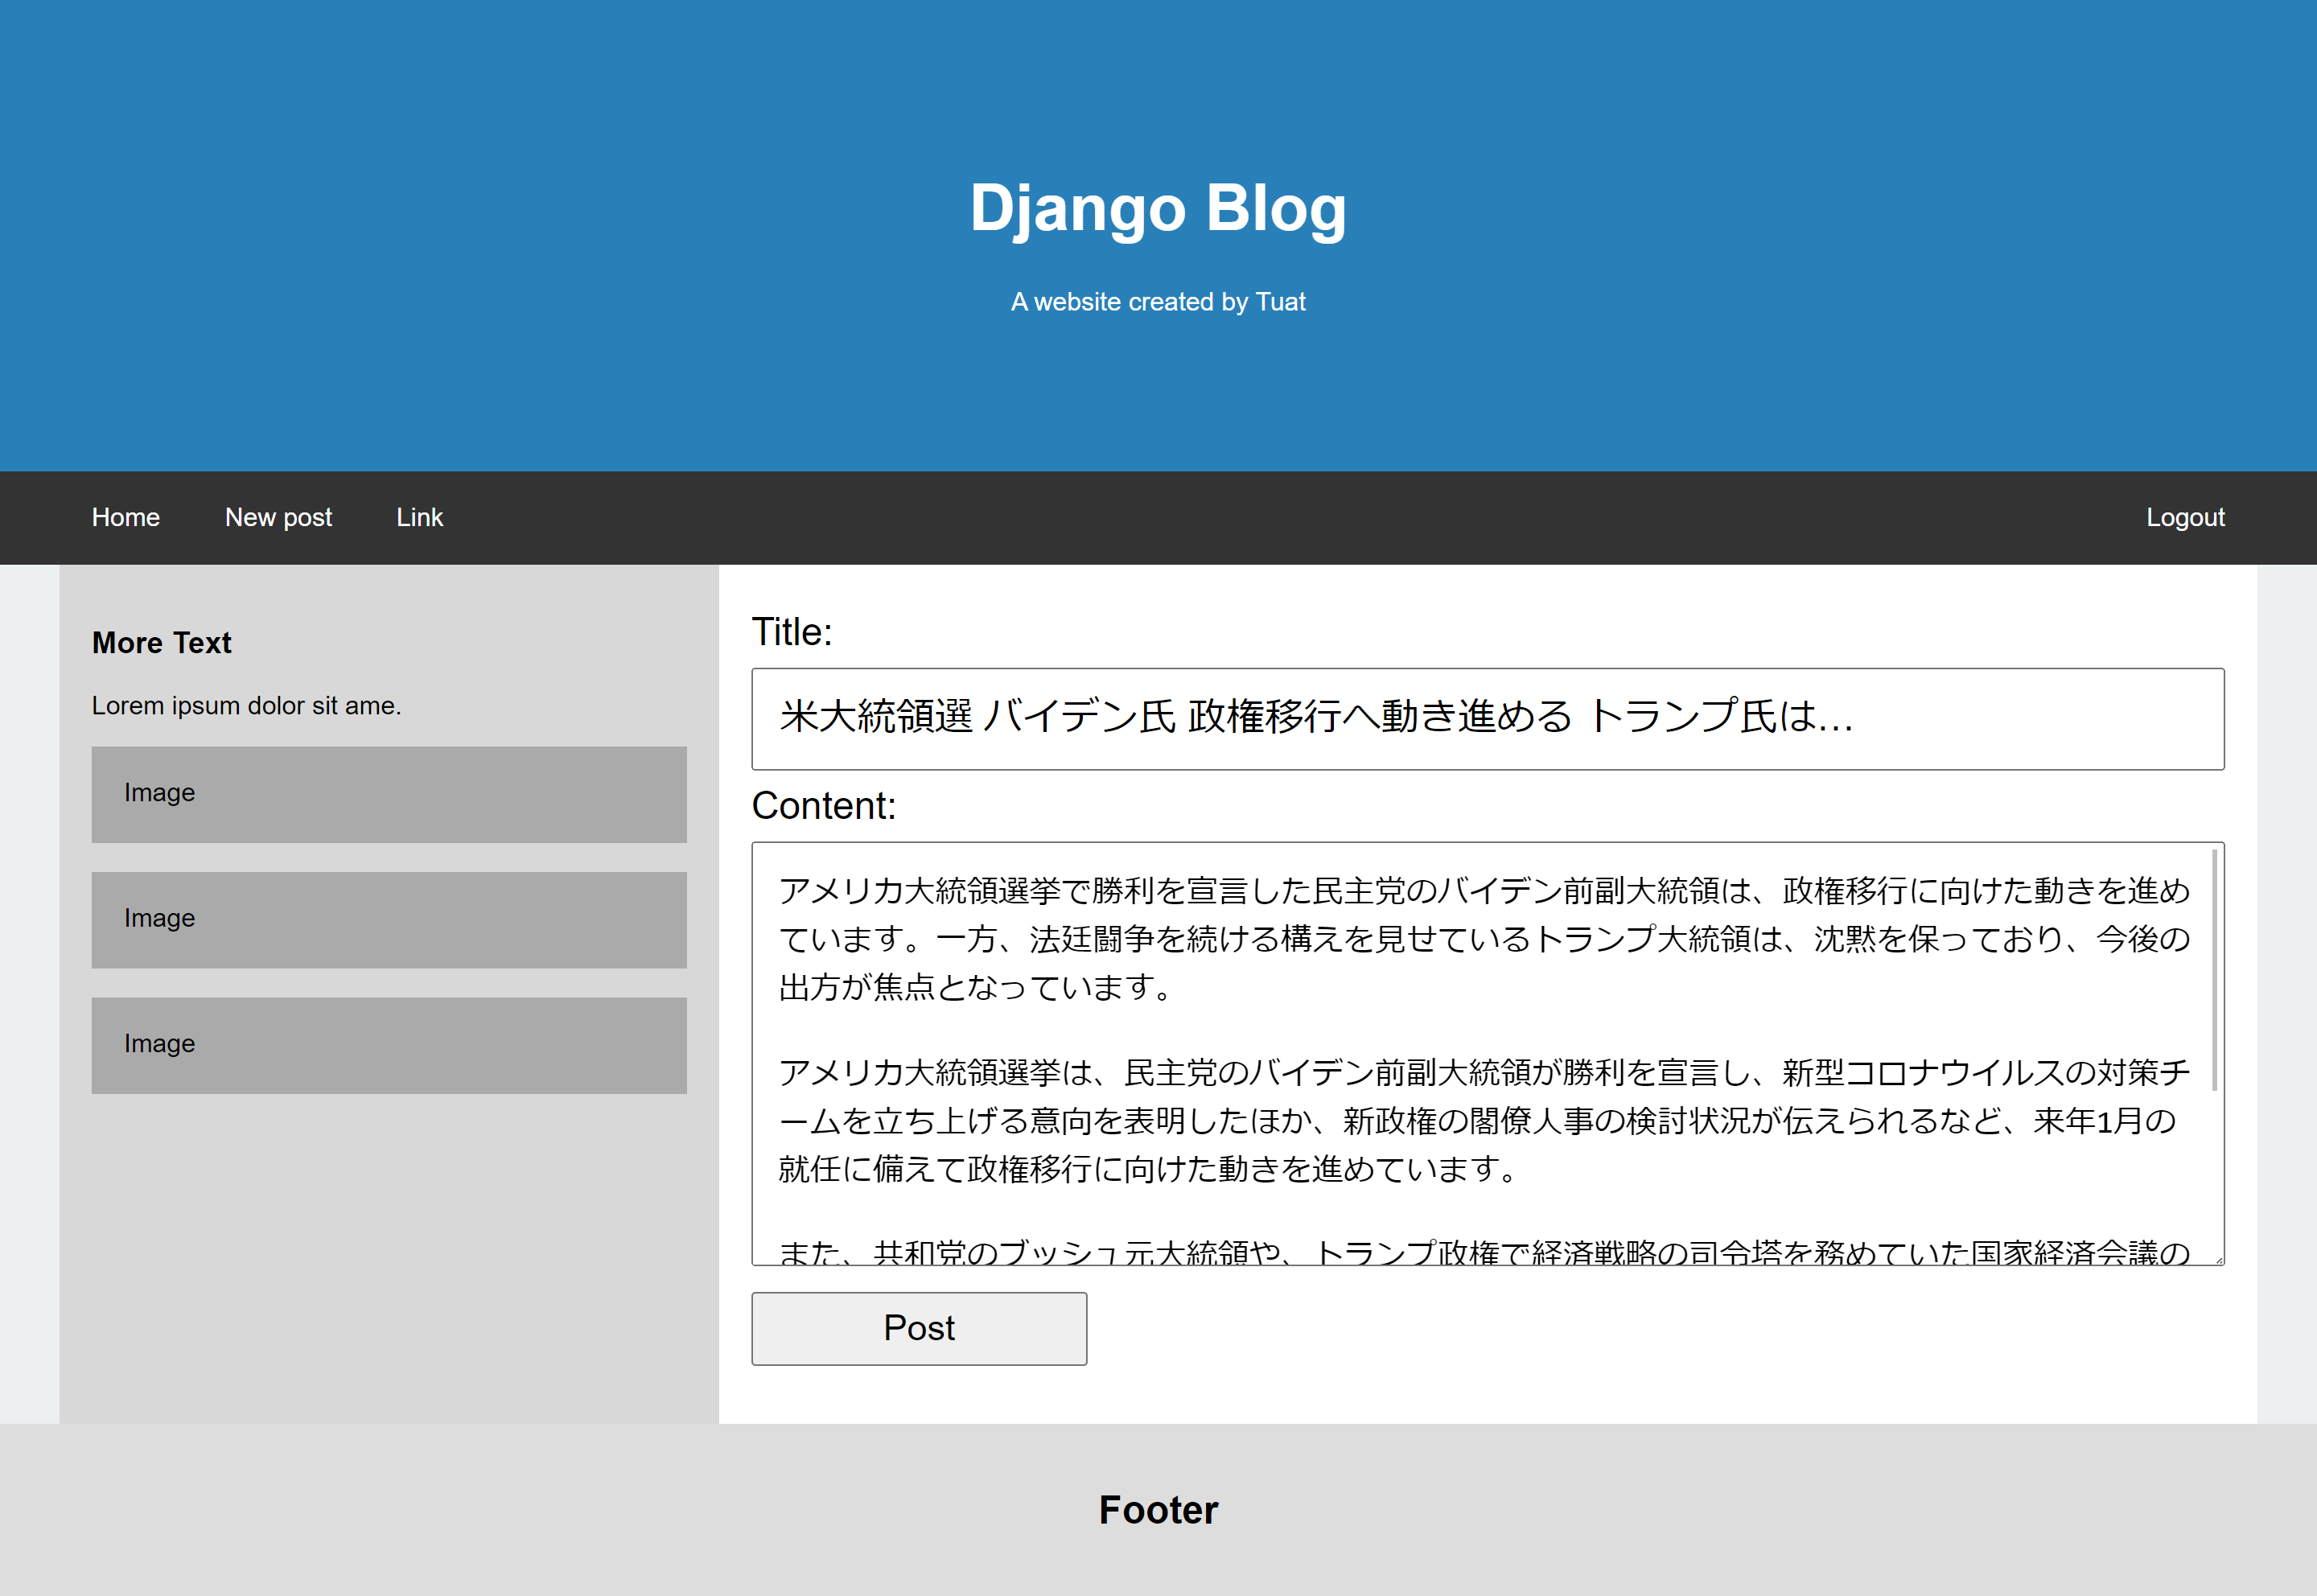 Django Blog
A website created by Tuat
Home New post Link Logout
More Text
Lorem ipsum dolor sit ame.
Image
Image
Image
Title:
米大統領選 バイデン氏 政権移行へ動き進める トランプ氏は…
Content:
アメリカ大統領選挙で勝利を宣言した民主党のバイデン前副大統領は、政権移行に向けた動きを進め
ています。一方、法廷闘争を続ける構えを見せているトランプ大統領は、沈黙を保っており、今後の
出方が焦点となっています。
アメリカ大統領選挙は、民主党のバイデン前副大統領が勝利を宣言し、新型コロナウイルスの対策チ
ームを立ち上げる意向を表明したほか、新政権の閣僚人事の検討状況が伝えられるなど、来年1月の
就任に備えて政権移行に向けた動きを進めています。
また、共和党のブッシュ元大統領や、トランプ政権で経済戦略の司令塔を務めていた国家経済会議の
Post
Footer